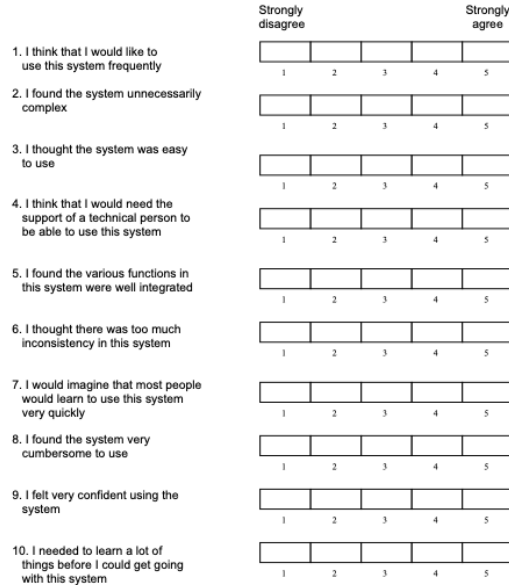 Strongly disagree
Strongly agree
1. I think that I would like to
use this system frequently
1 2 3 4 5
2. I found the system unnecessarily
complex
1 2 3 4 5
3. I thought the system was easy
to use
1 2 3 4 5
4. I think that I would need the
support of a technical person to
be able to use this system
1 2 3 4 5
5. I found the various functions in
this system were well integrated
1 2 3 4 5
6. I thought there was too much
inconsistency in this system
1 2 3 4 5
7. I would imagine that most people
would learn to use this system
very quickly
1 2 3 4 5
8. I found the system very
cumbersome to use
1 2 3 4 5
9. I felt very confident using the
system
1 2 3 4 5
10. I needed to learn a lot of
things before I could get going
with this system
1 2 3 4 5